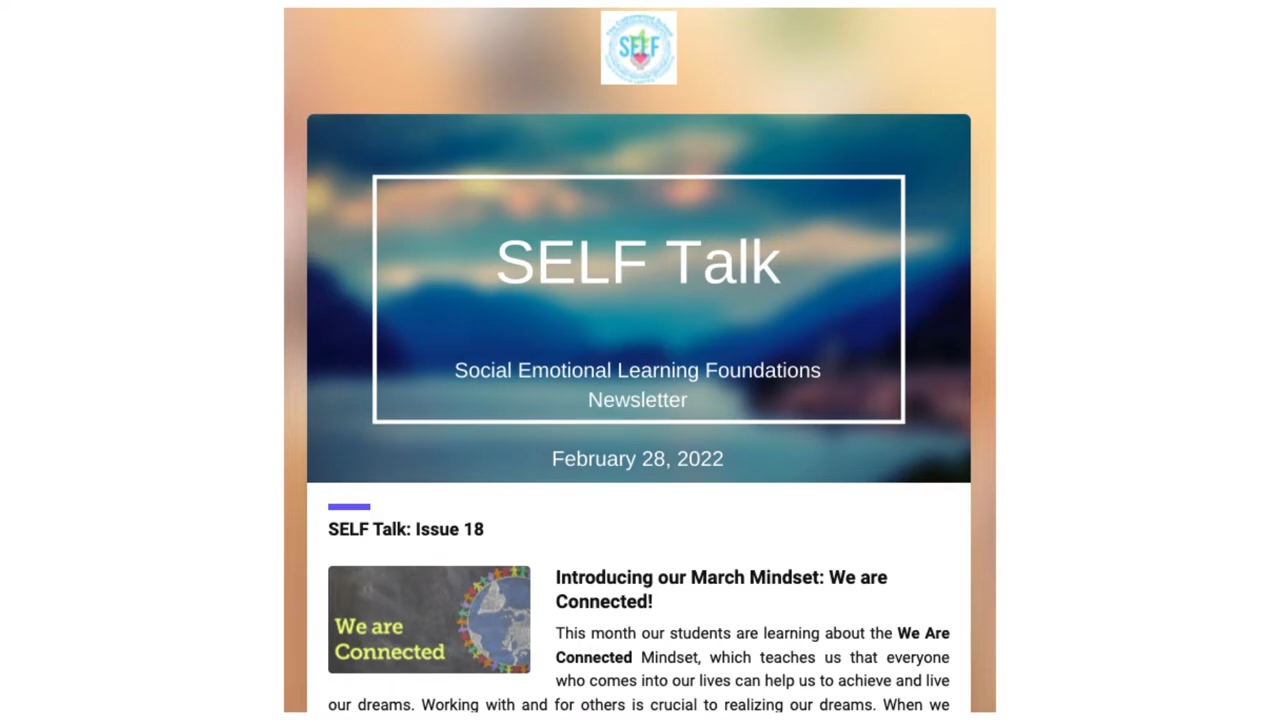 SELF
SELF Talk
Social Emotional Learning Foundations
Newsletter
February 28, 2022
SELF Talk: Issue 18
We are
Connected
Introducing our March Mindset: We are
Connected!
This month our students are learning about the We Are
Connected Mindset, which teaches us that everyone
who comes into our lives can help us to achieve and live
our dreams. Working with and for others is crucial to realizing our dreams. When we